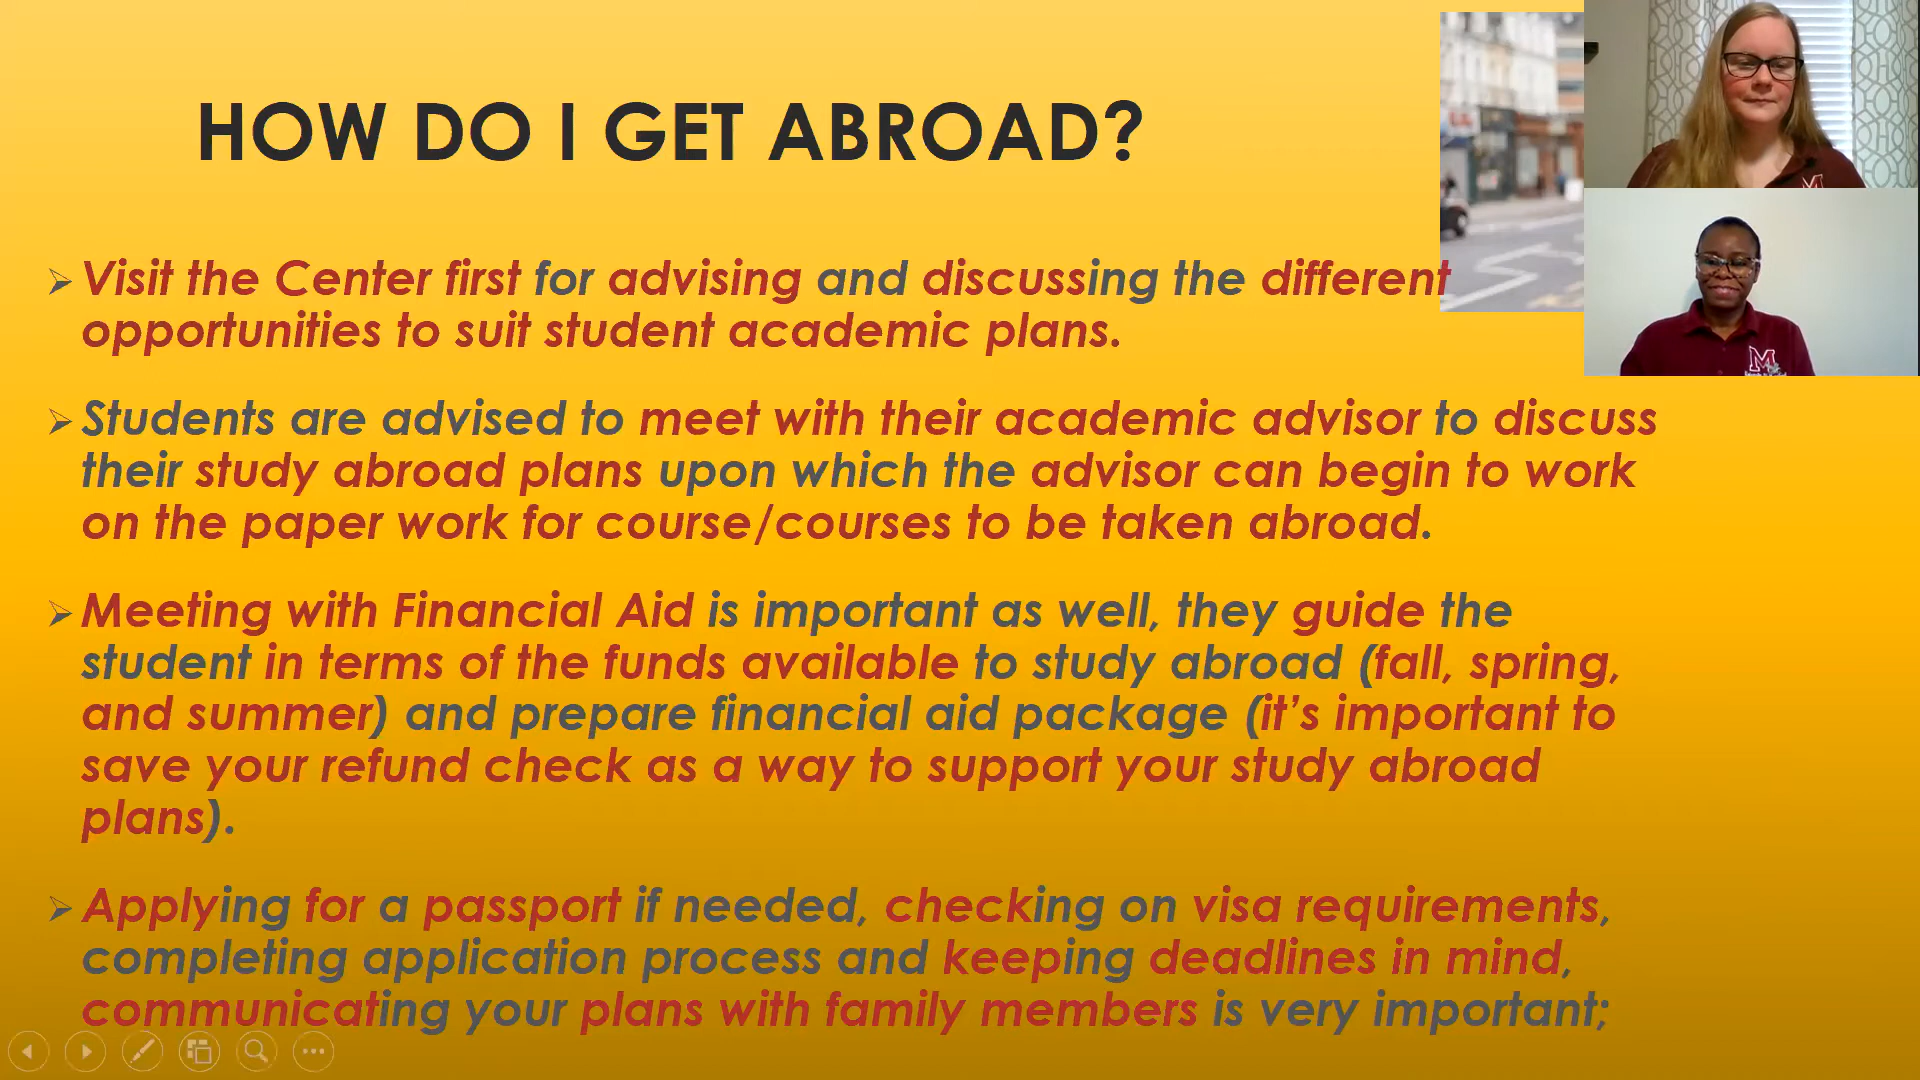 HOW DO I GET ABROAD?
Visit the Center first for advising and discussing the different
opportunities to suit student academic plans.
Students are advised to meet with their academic advisor to discuss
their study abroad plans upon which the advisor can begin to work
on the paper work for course/courses to be taken abroad.
Meeting with Financial Aid is important as well, they guide the
student in terms of the funds available to study abroad (fall, spring,
and summer) and prepare financial aid package (it’s important to
save your refund check as a way to support your study abroad
plans).
Applying for a passport if needed, checking on visa requirements,
completing application process and keeping deadlines in mind,
communicating your plans with family members is very important;
M
M